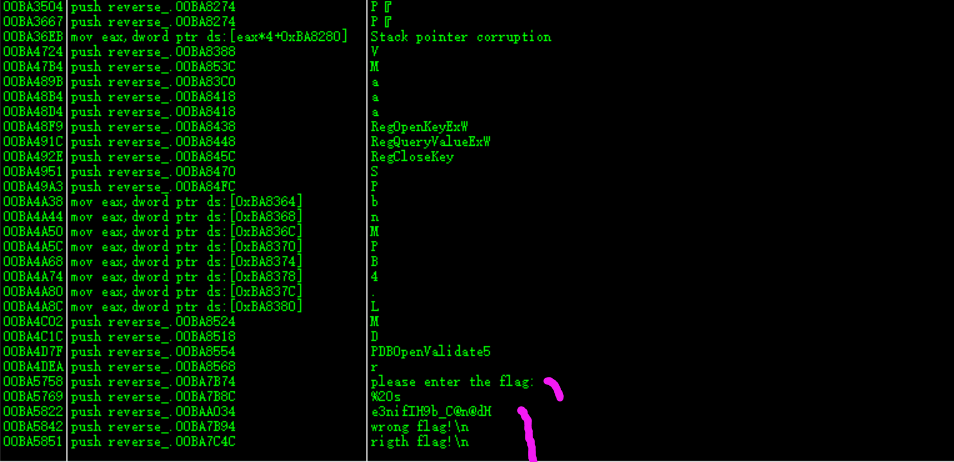 00BA3504 push reverse_.00BA8274 P
00BA3667 push reverse_.00BA8274 P
00BA36EB mov eax,dword ptr ds:[eax*4+0xBA8280] Stack pointer corruption
00BA4724 push reverse_.00BA8388 V
00BA47B4 push reverse_.00BA853C M
00BA489B push reverse_.00BA83C0 a
00BA48B4 push reverse_.00BA8418 a
00BA48D4 push reverse_.00BA8418 a
00BA48F9 push reverse_.00BA8438 RegOpenKeyExW
00BA491C push reverse_.00BA8448 RegQueryValueExW
00BA492E push reverse_.00BA845C RegCloseKey
00BA4951 push reverse_.00BA8470 S
00BA49A3 push reverse_.00BA84FC P
00BA4A38 mov eax,dword ptr ds:[0xBA8364] b
00BA4A44 mov eax,dword ptr ds:[0xBA8368] n
00BA4A50 mov eax,dword ptr ds:[0xBA836C] M
00BA4A5C mov eax,dword ptr ds:[0xBA8370] P
00BA4A68 mov eax,dword ptr ds:[0xBA8374] B
00BA4A74 mov eax,dword ptr ds:[0xBA8378] 4
00BA4A80 mov eax,dword ptr ds:[0xBA837C] .
00BA4A8C mov eax,dword ptr ds:[0xBA8380] L
00BA4C02 push reverse_.00BA8524 M
00BA4C1C push reverse_.00BA8518 D
00BA4D7F push reverse_.00BA8554 PDBOpenValidate5
00BA4DEA push reverse_.00BA8568 r
00BA5758 push reverse_.00BA7B74 please enter the flag:
00BA5769 push reverse_.00BA7B8C %20s
00BA5822 push reverse_.00BAA034 e3nifIH9b_C@n@dH
00BA5842 push reverse_.00BA7B94 wrong flag!\n
00BA5851 push reverse_.00BA7C4C rigth flag!\n